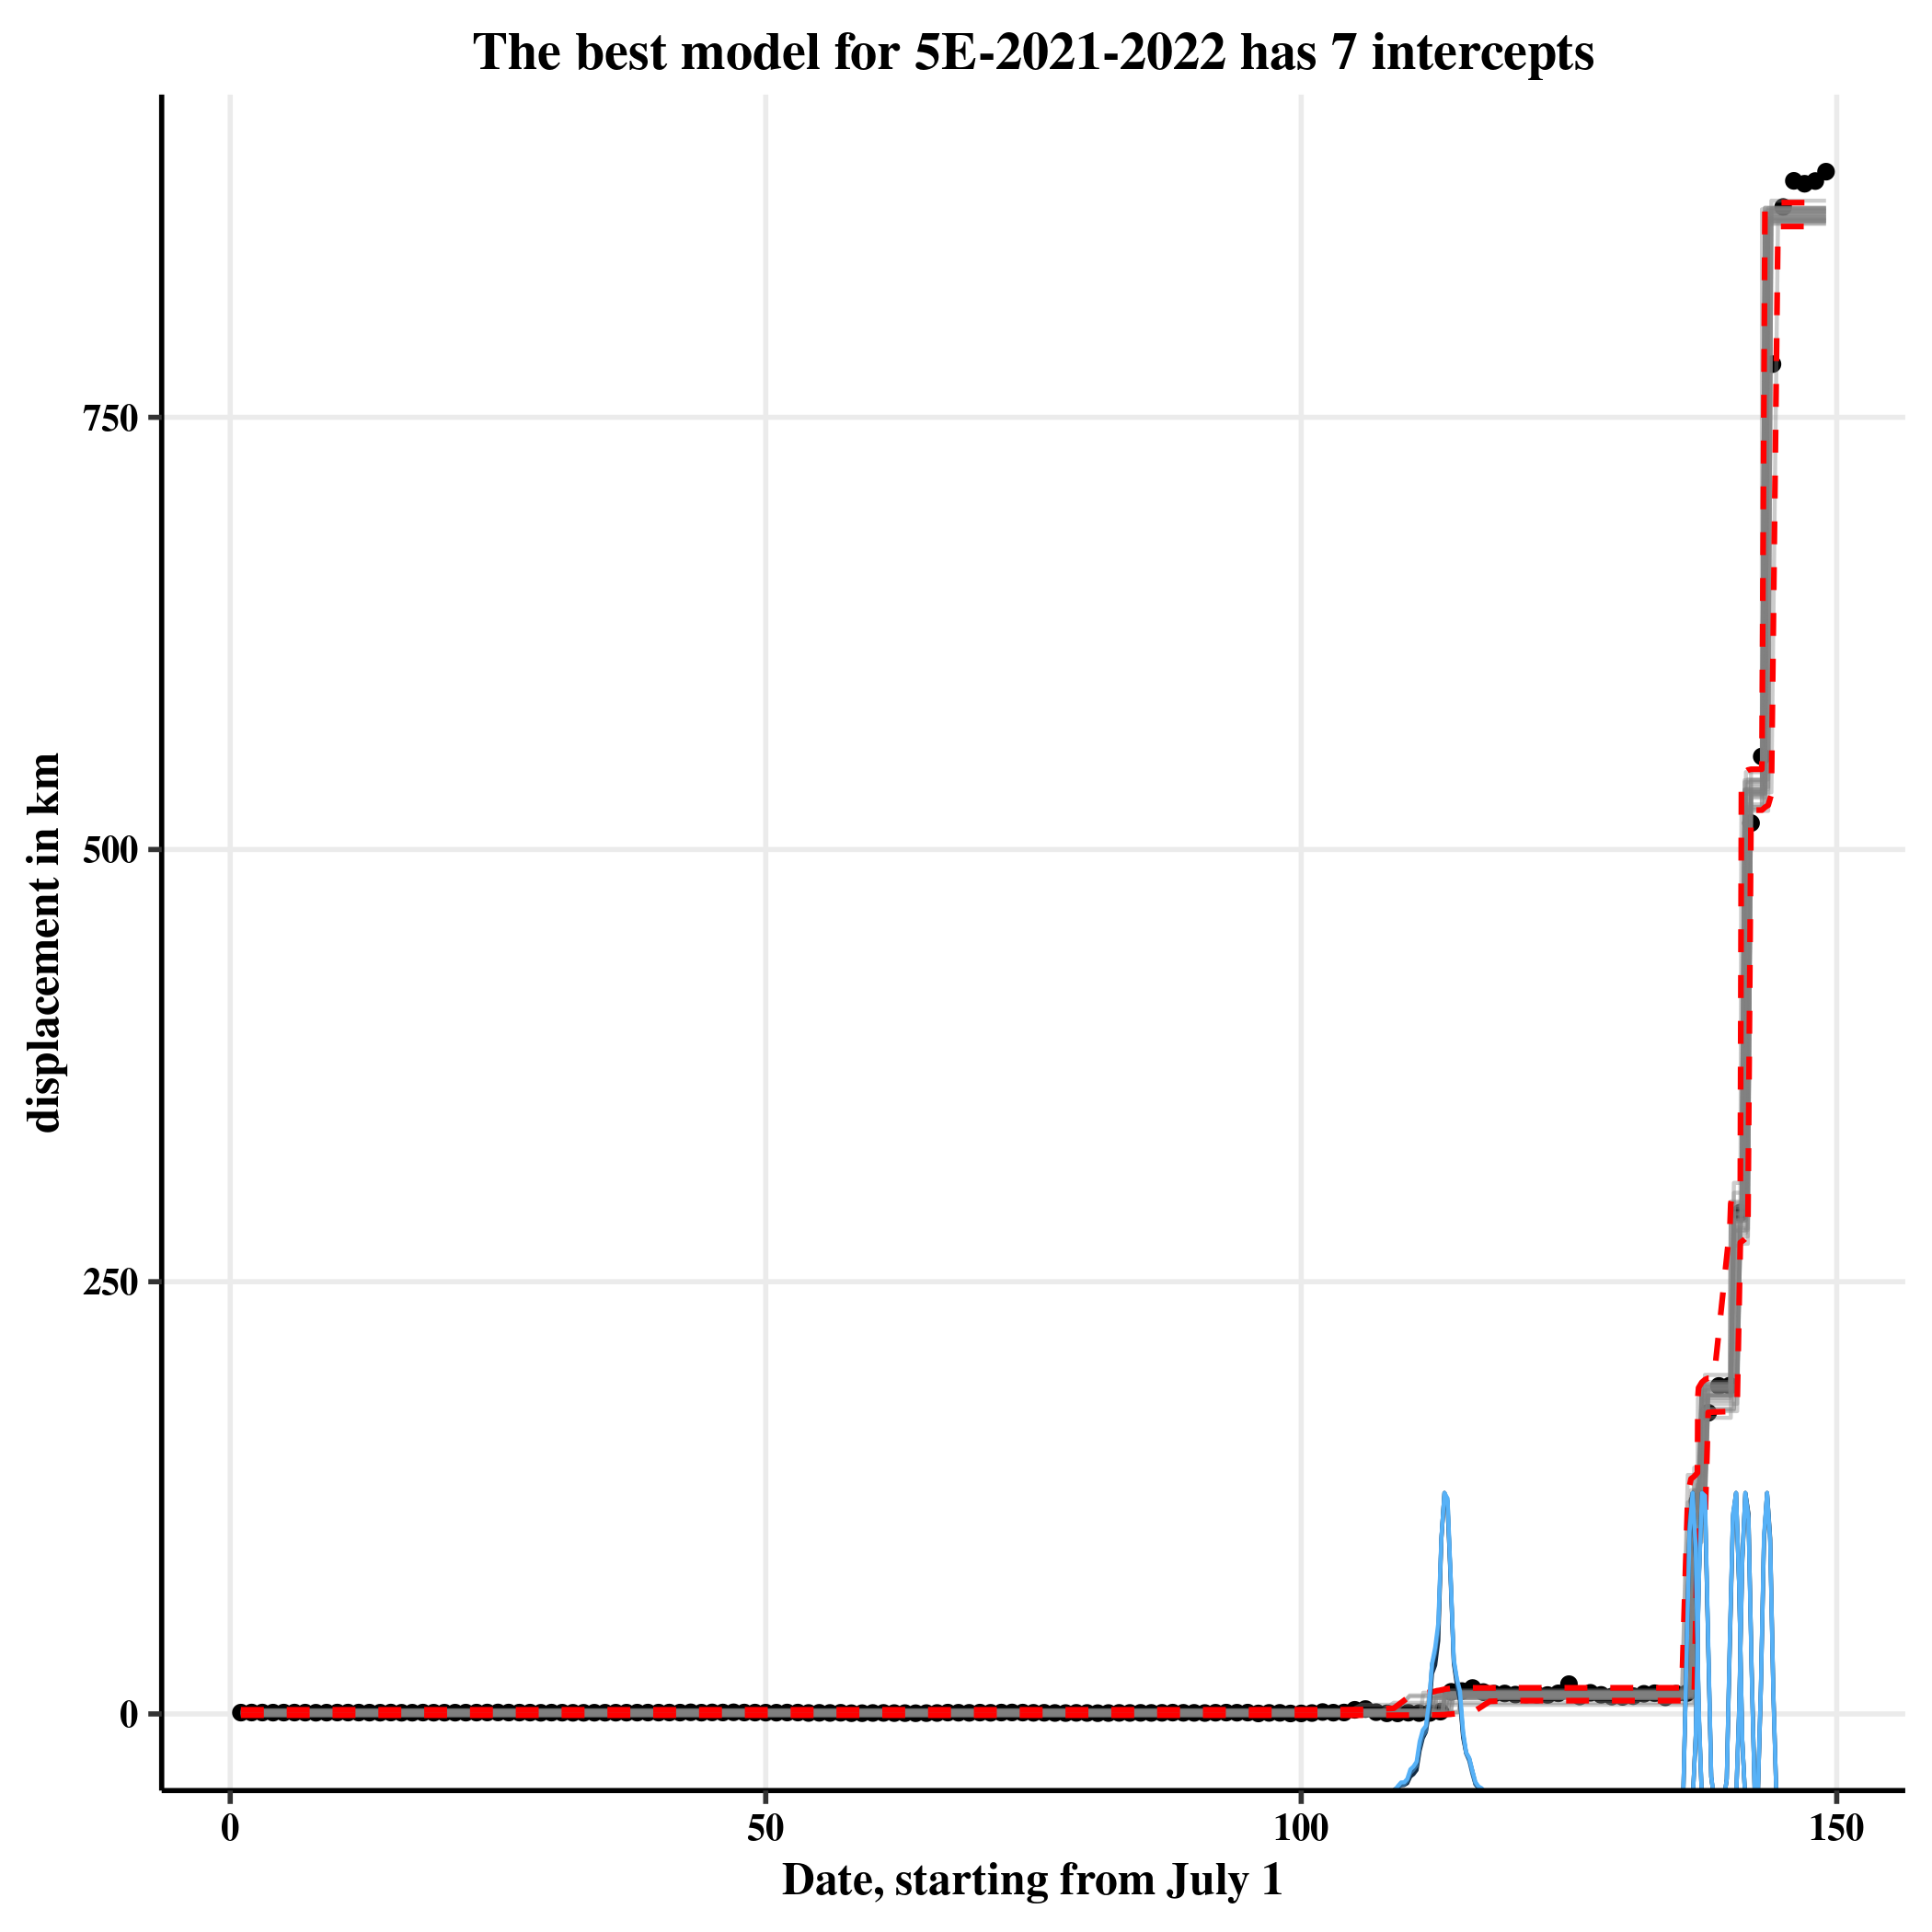 The best model for 5E-2021-2022 has 7 intercepts
displacement in km
750
500
250
0
0 50 100 150
Date, starting from July 1